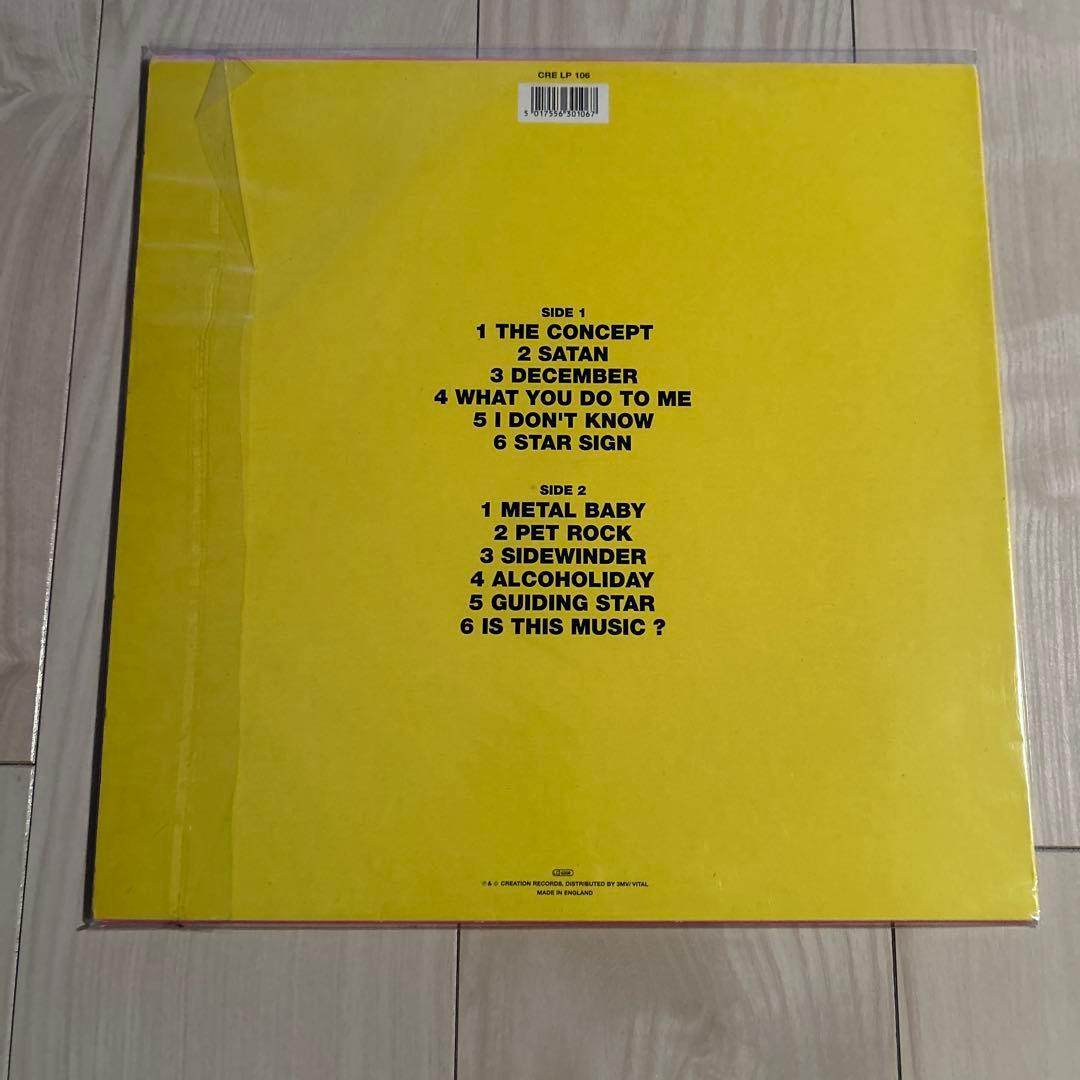 CRE LP 106
5 017556 301067
SIDE 1
1 THE CONCEPT
2 SATAN
3 DECEMBER
4 WHAT YOU DO TO ME
5 I DON'T KNOW
6 STAR SIGN
SIDE 2
1 METAL BABY
2 PET ROCK
3 SIDEWINDER
4 ALCOHOLIDAY
5 GUIDING STAR
6 IS THIS MUSIC ?
℗ & © CREATION RECORDS, DISTRIBUTED BY 3MV/ VITAL
MADE IN ENGLAND